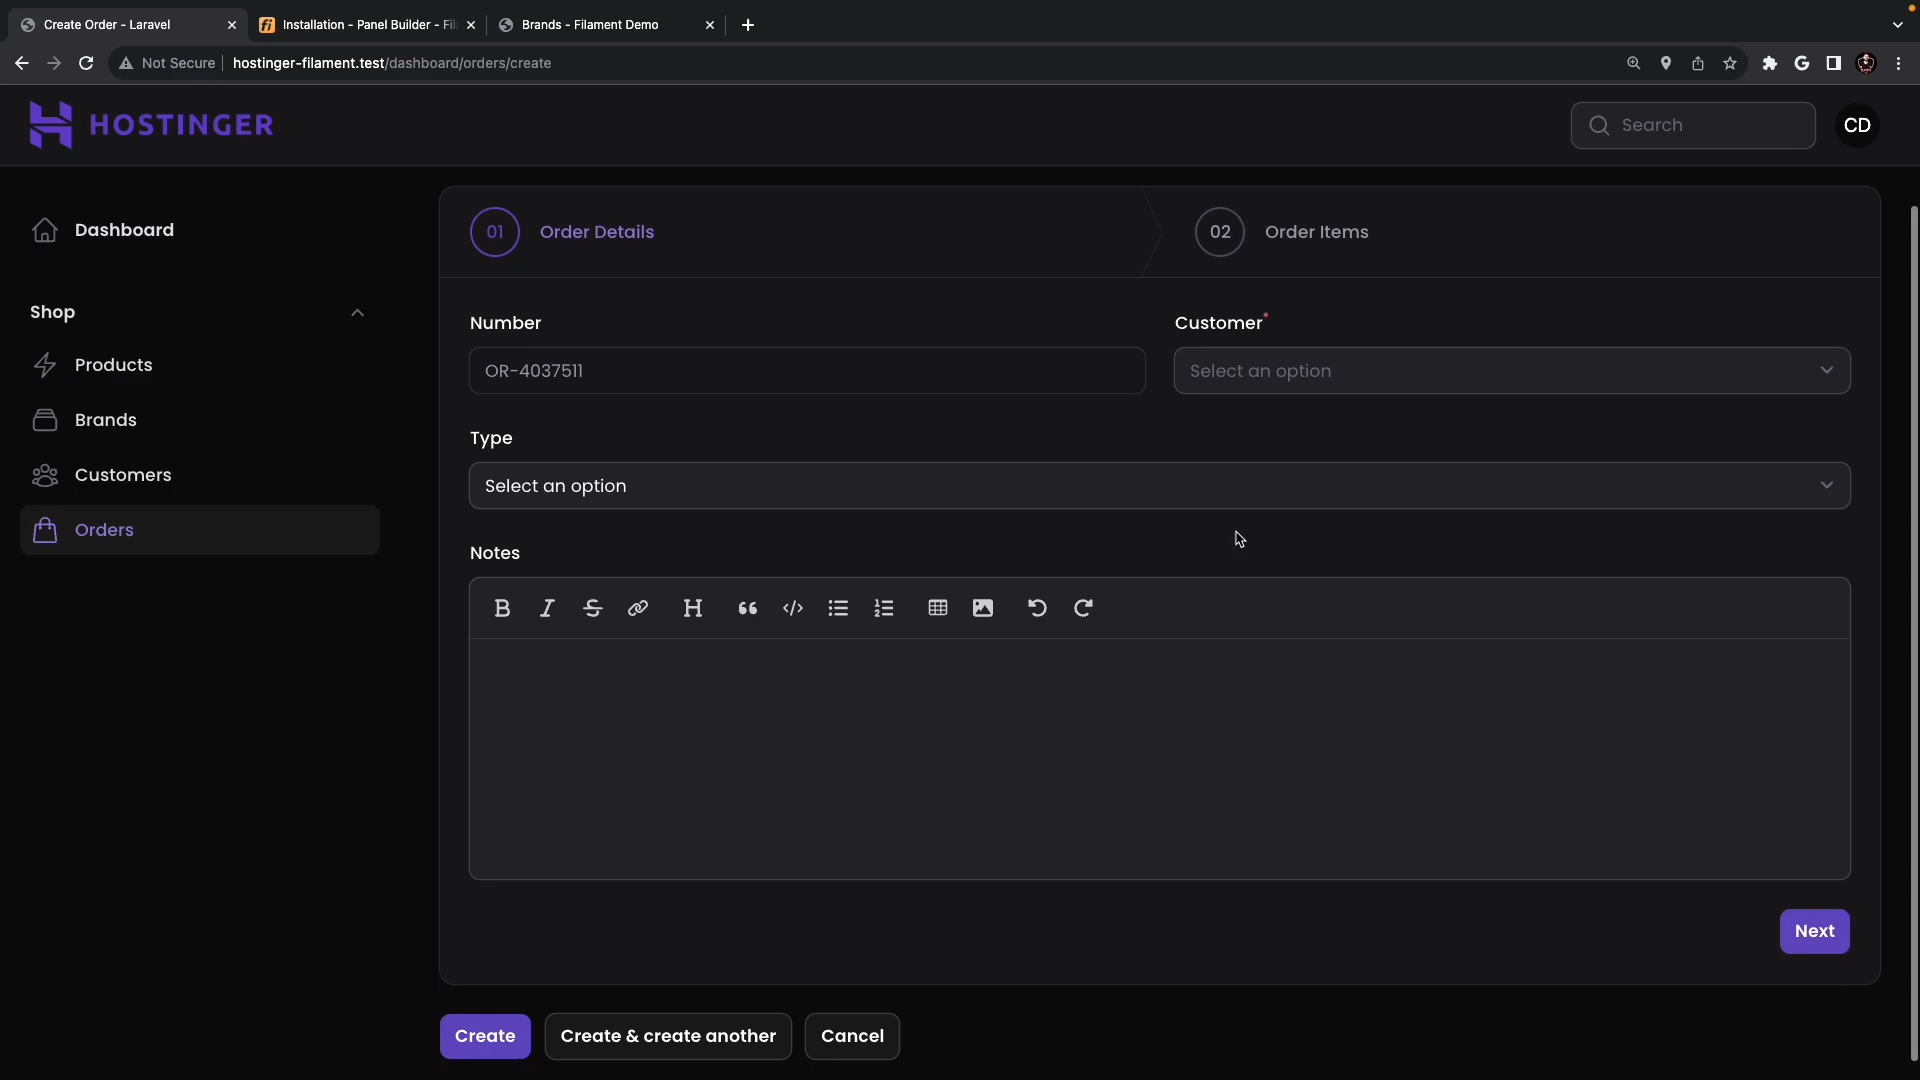 Create Order - Laravel
Installation - Panel Builder - Fil
Brands - Filament Demo
Not Secure
hostinger-filament.test/dashboard/orders/create
HOSTINGER
Search
CD
Dashboard
Shop
Products
Brands
Customers
Orders
01
Order Details
02
Order Items
Number
OR-4037511
Customer*
Select an option
Type
Select an option
Notes
Next
Create
Create & create another
Cancel